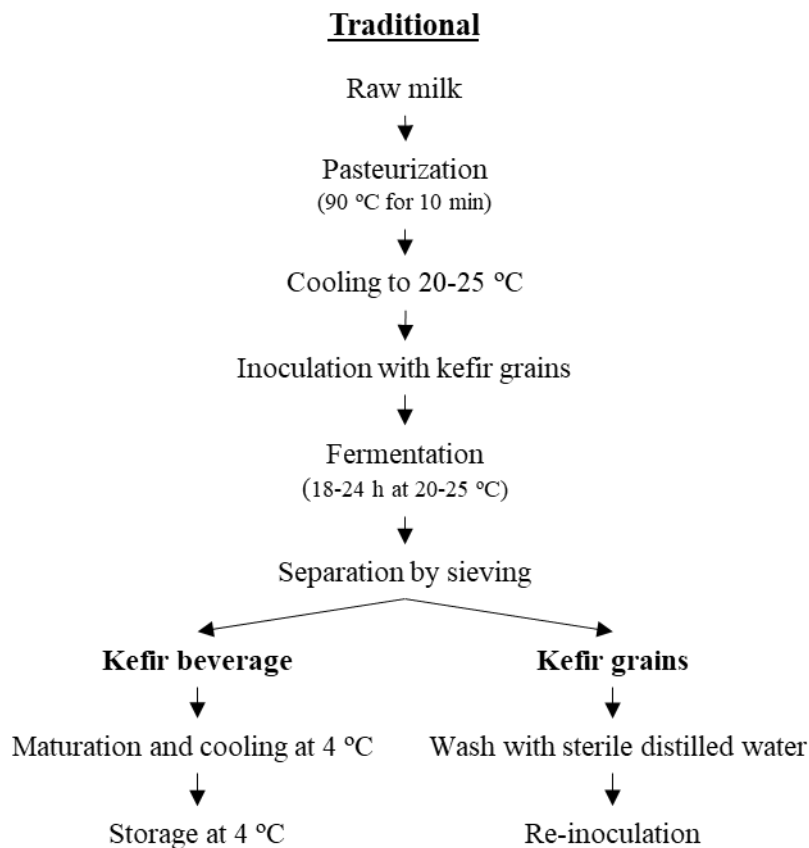 Traditional
Raw milk
Pasteurization
(90 ºC for 10 min)
Cooling to 20-25 ºC
Inoculation with kefir grains
Fermentation
(18-24 h at 20-25 ºC)
Separation by sieving
Kefir beverage
Kefir grains
Maturation and cooling at 4 ºC
Wash with sterile distilled water
Storage at 4 ºC
Re-inoculation